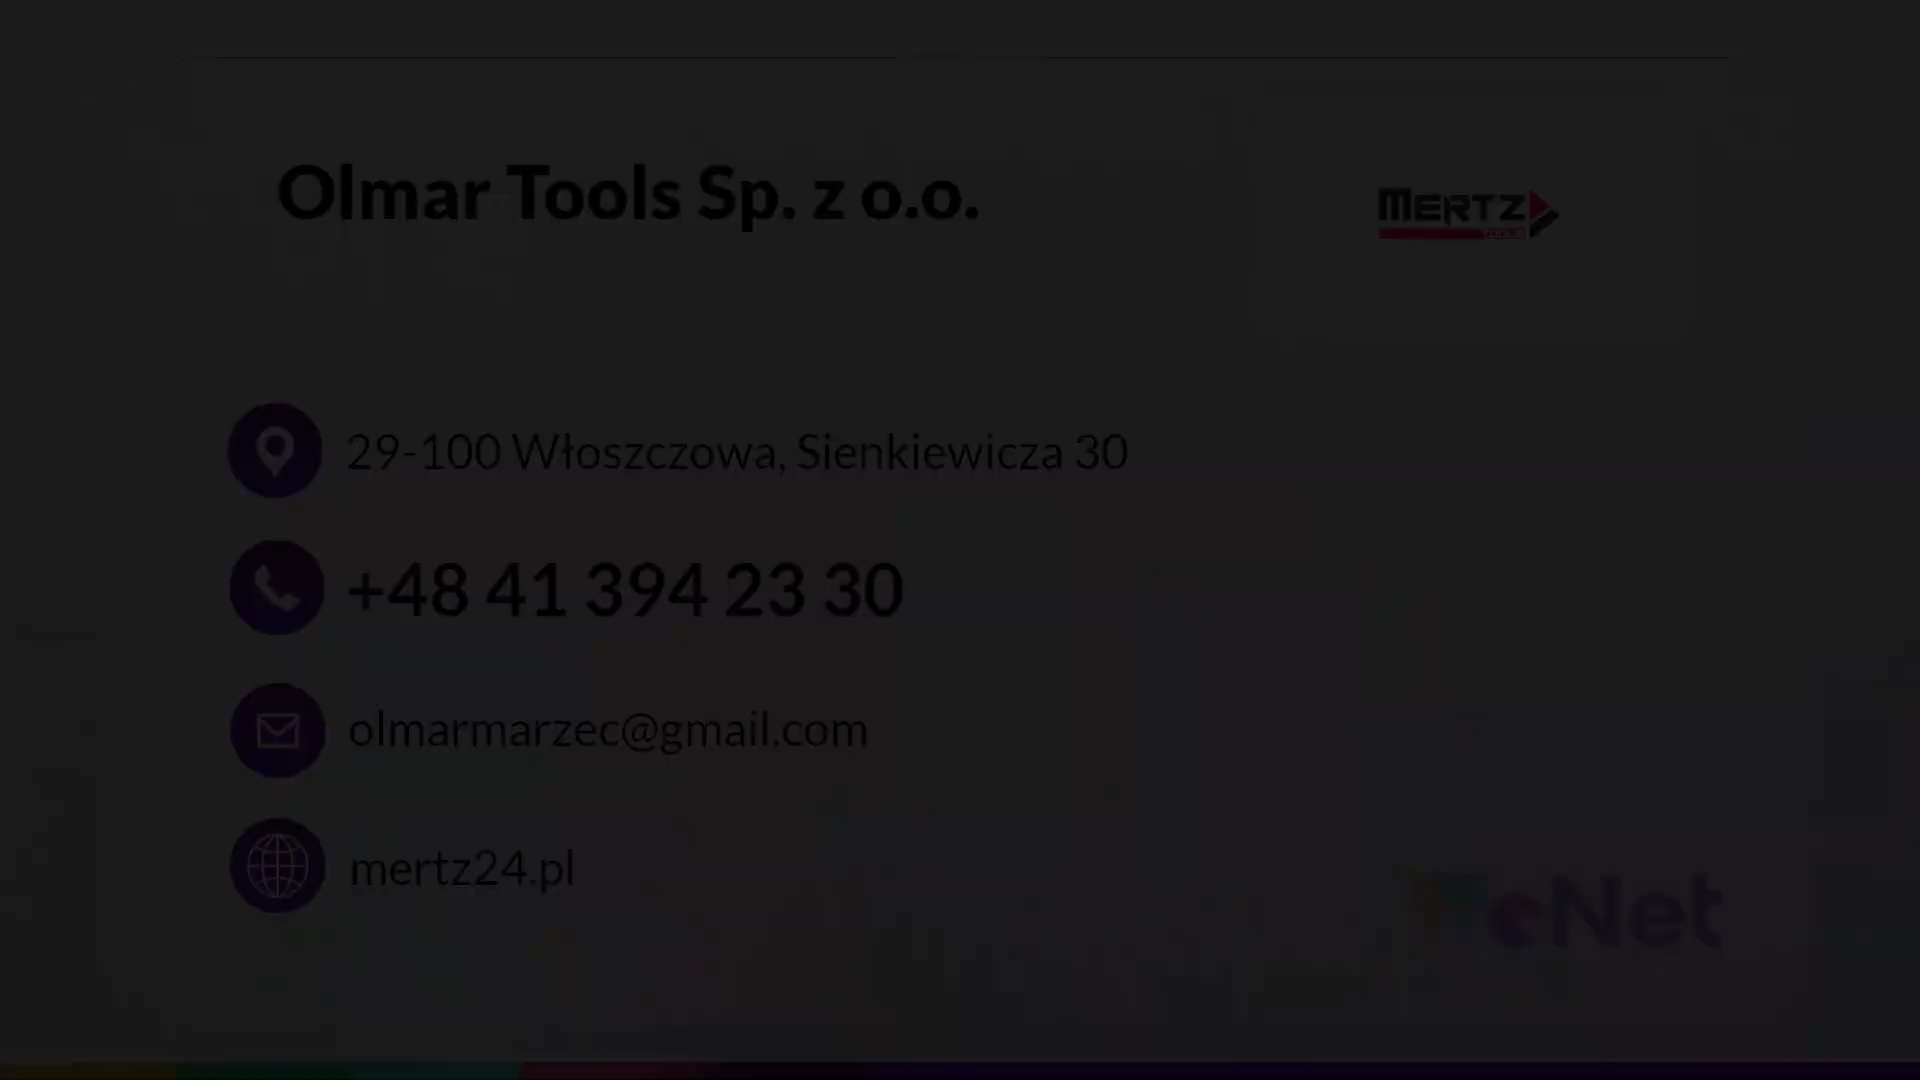 Olmar Tools Sp. z o.o.
MERTZ
29-100 Włoszczowa, Sienkiewicza 30
+48 41 394 23 30
olmarmarzec@gmail.com
mertz24.pl
eNet